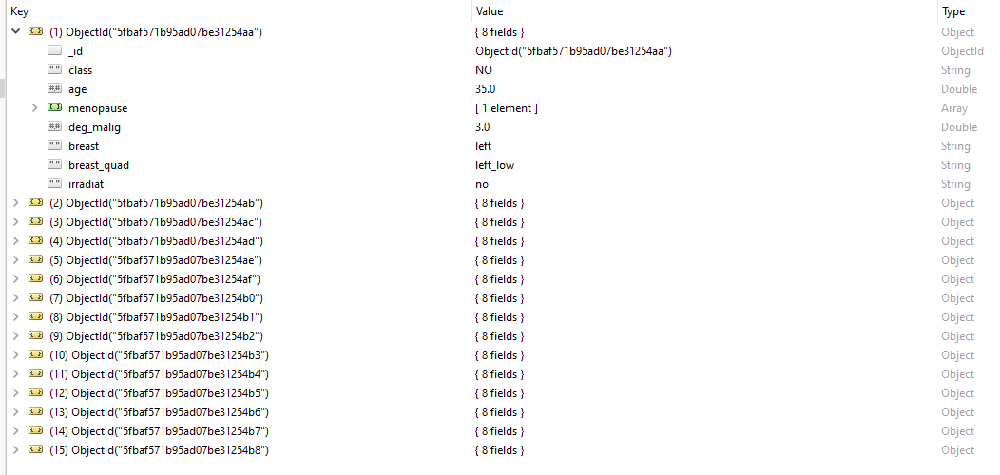 Key Value Type
(1) ObjectId("5fbaf571b95ad07be31254aa") { 8 fields } Object
_id ObjectId("5fbaf571b95ad07be31254aa") ObjectId
" " class NO String
#.# age 35.0 Double
menopause [ 1 element ] Array
#.# deg_malig 3.0 Double
" " breast left String
" " breast_quad left_low String
" " irradiat no String
(2) ObjectId("5fbaf571b95ad07be31254ab") { 8 fields } Object
(3) ObjectId("5fbaf571b95ad07be31254ac") { 8 fields } Object
(4) ObjectId("5fbaf571b95ad07be31254ad") { 8 fields } Object
(5) ObjectId("5fbaf571b95ad07be31254ae") { 8 fields } Object
(6) ObjectId("5fbaf571b95ad07be31254af") { 8 fields } Object
(7) ObjectId("5fbaf571b95ad07be31254b0") { 8 fields } Object
(8) ObjectId("5fbaf571b95ad07be31254b1") { 8 fields } Object
(9) ObjectId("5fbaf571b95ad07be31254b2") { 8 fields } Object
(10) ObjectId("5fbaf571b95ad07be31254b3") { 8 fields } Object
(11) ObjectId("5fbaf571b95ad07be31254b4") { 8 fields } Object
(12) ObjectId("5fbaf571b95ad07be31254b5") { 8 fields } Object
(13) ObjectId("5fbaf571b95ad07be31254b6") { 8 fields } Object
(14) ObjectId("5fbaf571b95ad07be31254b7") { 8 fields } Object
(15) ObjectId("5fbaf571b95ad07be31254b8") { 8 fields } Object